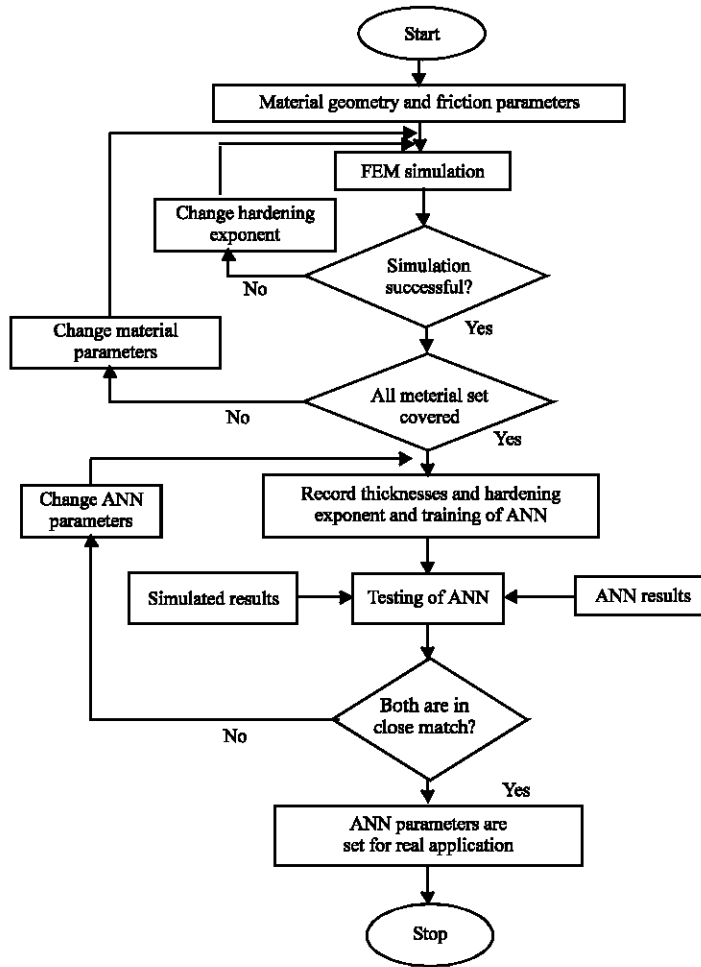 Start
Material geometry and friction parameters
FEM simulation
Change hardening
exponent
Simulation
successful?
No
Yes
Change material
parameters
All meterial set
covered
No
Yes
Change ANN
parameters
Record thicknesses and hardening
exponent and training of ANN
Simulated results
Testing of ANN
ANN results
Both are in
close match?
No
Yes
ANN parameters are
set for real application
Stop